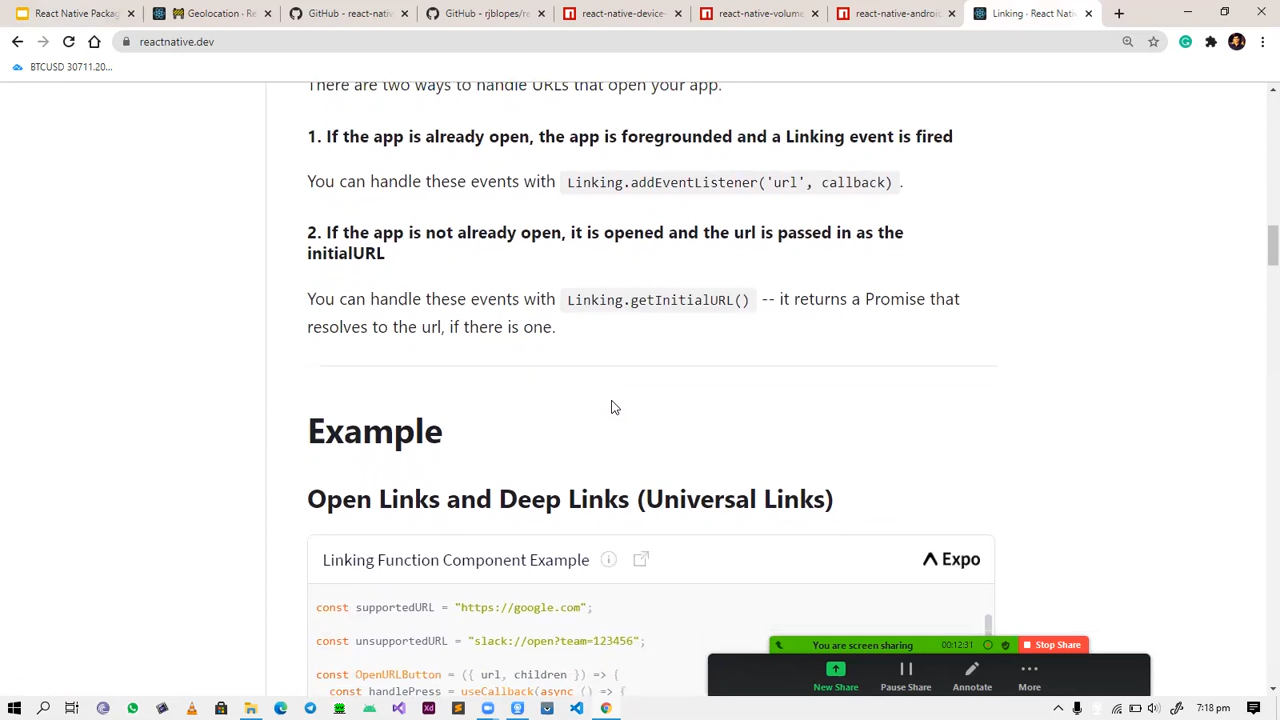 React Native Packag
Geolocation - Re
GitHub - react-nati
GitHub - rjblopes/re
react-native-device-
react-native-volume
react-native-android
Linking · React Nativ
reactnative.dev
BTCUSD 30711.20...
There are two ways to handle URLs that open your app.
1. If the app is already open, the app is foregrounded and a Linking event is fired
You can handle these events with Linking.addEventListener('url', callback) .
2. If the app is not already open, it is opened and the url is passed in as the
initialURL
You can handle these events with Linking.getInitialURL() -- it returns a Promise that
resolves to the url, if there is one.
Example
Open Links and Deep Links (Universal Links)
Linking Function Component Example
Expo
const supportedURL = "https://google.com";
const unsupportedURL = "slack://open?team=123456";
const OpenURLButton = ({ url, children }) => {
const handlePress = useCallback(async () => {
You are screen sharing 00:12:31 Stop Share
New Share Pause Share Annotate More
7:18 pm